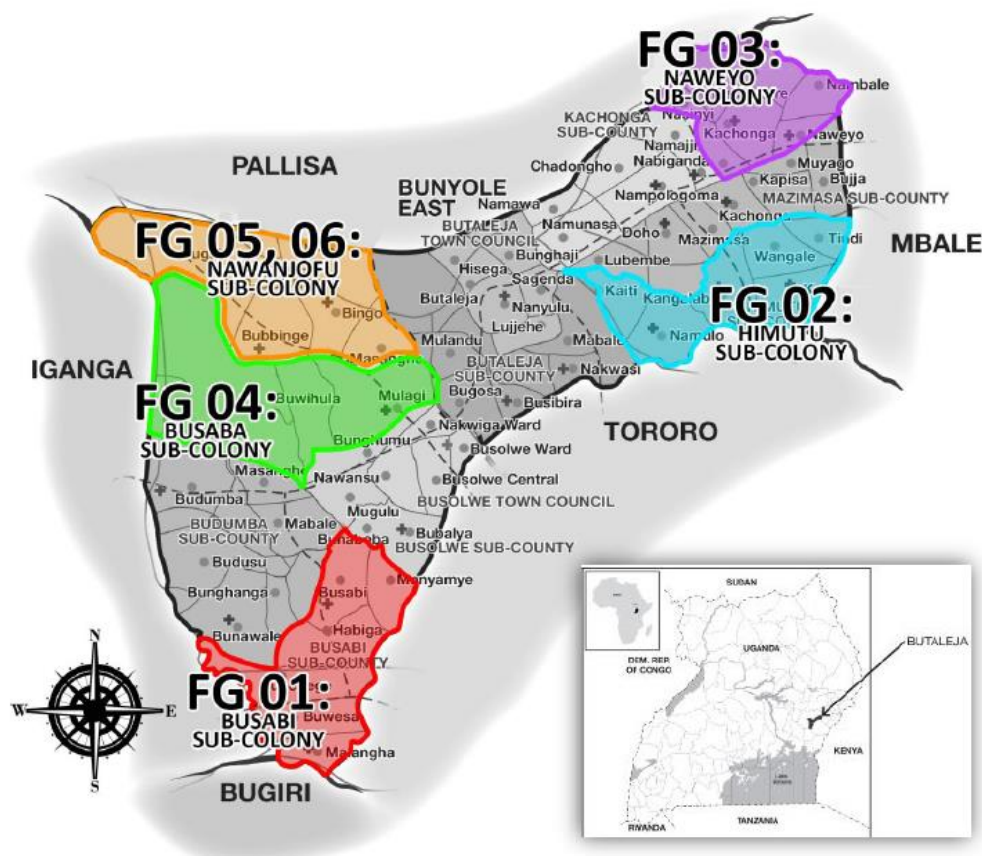 FG 03:
NAWEYO
SUB-COLONY
Nambale
KACHONGA
SUB-COUNTY
Kachonga
Naweyo
Namajji
Nabiganda
Muyago
Chadongho
Kapisa
Bujja
PALLISA
Nampologoma
MAZIMASA SUB-COUNTY
BUNYOLE
EAST
Namawa
Kachonga
BUTALEJA
TOWN COUNCIL
Namunasa
Doho
Mazimasa
Tindi
MBALE
FG 05, 06:
NAWANJOFU
SUB-COLONY
Bunghaji
Hisega
Lubembe
Wangale
Sagenda
Butaleja
Kaiti
Nanyulu
FG 02:
HIMUTU
SUB-COLONY
Bingo
Lujjehe
Namulo
Bubbinge
Mulandu
Mabale
IGANGA
BUTALEJA
SUB-COUNTY
Nakwasi
FG 04:
BUSABA
SUB-COLONY
Buwihula
Mulagi
Bugosa
Busibira
TORORO
Nakwiga Ward
Bunghumu
Busolwe Ward
Masanghe
Nawansu
Busolwe Central
Budumba
BUSOLWE TOWN COUNCIL
Mugulu
BUDUMBA
SUB-COUNTY
Mabale
Bubalya
BUSOLWE SUB-COUNTY
Budusu
Busabi
Manyamye
Bunghanga
Habiga
Bunawale
BUSABI
SUB-COUNTY
FG 01:
BUSABI
SUB-COLONY
Buwesa
Malangha
BUGIRI
N
W
E
S
SUDAN
UGANDA
BUTALEJA
DEM. REP.
OF CONGO
KENYA
RWANDA
TANZANIA